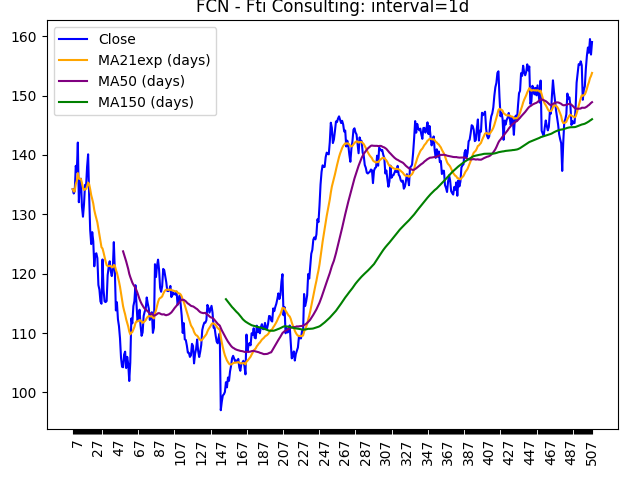 FCN - Fti Consulting: interval=1d
Close
MA21exp (days)
MA50 (days)
MA150 (days)
160
150
140
130
120
110
100
7 27 47 67 87 107 127 147 167 187 207 227 247 267 287 307 327 347 367 387 407 427 447 467 487 507